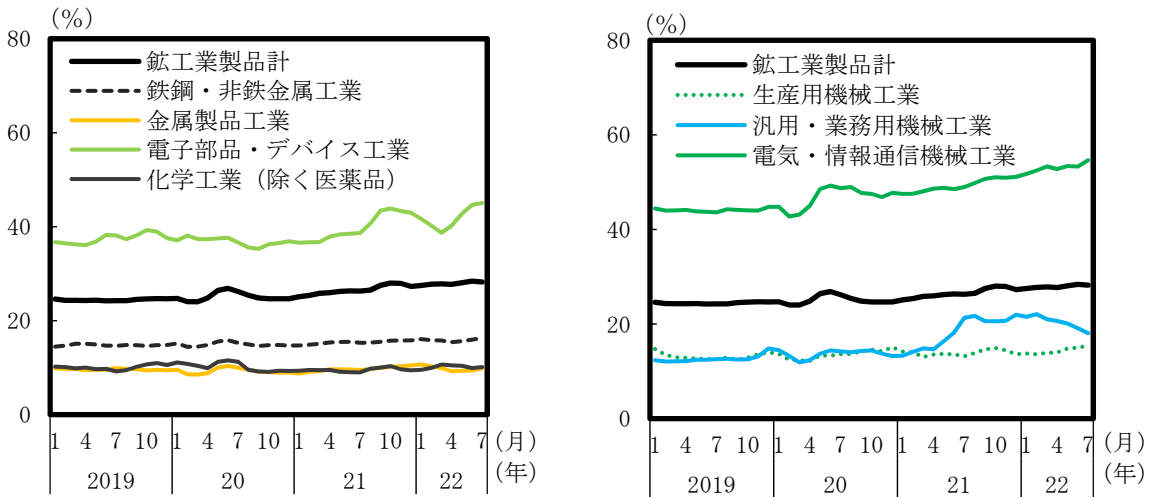 (%)
80
60
40
20
0
鉱工業製品計
鉄鋼・非鉄金属工業
金属製品工業
電子部品・デバイス工業
化学工業（除く医薬品）
1 4 7 10 1 4 7 10 1 4 7 10 1 4 7 (月)
2019 20 21 22 (年)
(%)
80
60
40
20
0
鉱工業製品計
生産用機械工業
汎用・業務用機械工業
電気・情報通信機械工業
1 4 7 10 1 4 7 10 1 4 7 10 1 4 7 (月)
2019 20 21 22 (年)